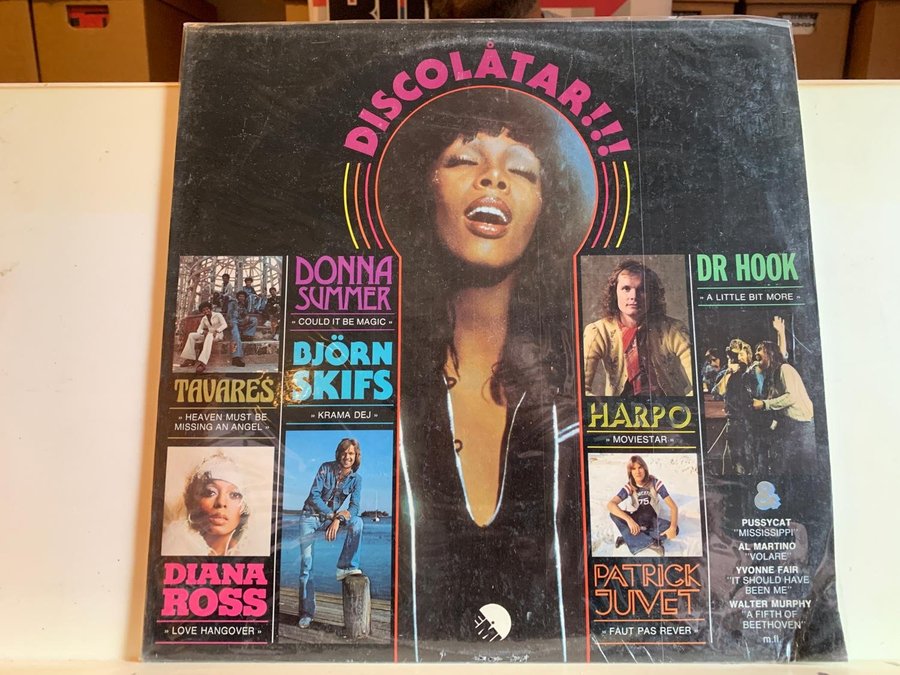 DISCOLÅTAR!!!
DONNA
SUMMER
» COULD IT BE MAGIC »
TAVARES
» HEAVEN MUST BE
MISSING AN ANGEL »
BJÖRN
SKIFS
» KRAMA DEJ »
DIANA
ROSS
» LOVE HANGOVER »
EMI
HARPO
» MOVIESTAR »
PATRICK
JUVET
» FAUT PAS REVER »
75
DR HOOK
» A LITTLE BIT MORE »
&
PUSSYCAT
"MISSISSIPPI"
AL MARTINO
"VOLARE"
YVONNE FAIR
"IT SHOULD HAVE
BEEN ME"
WALTER MURPHY
"A FIFTH OF
BEETHOVEN"
m.fl.